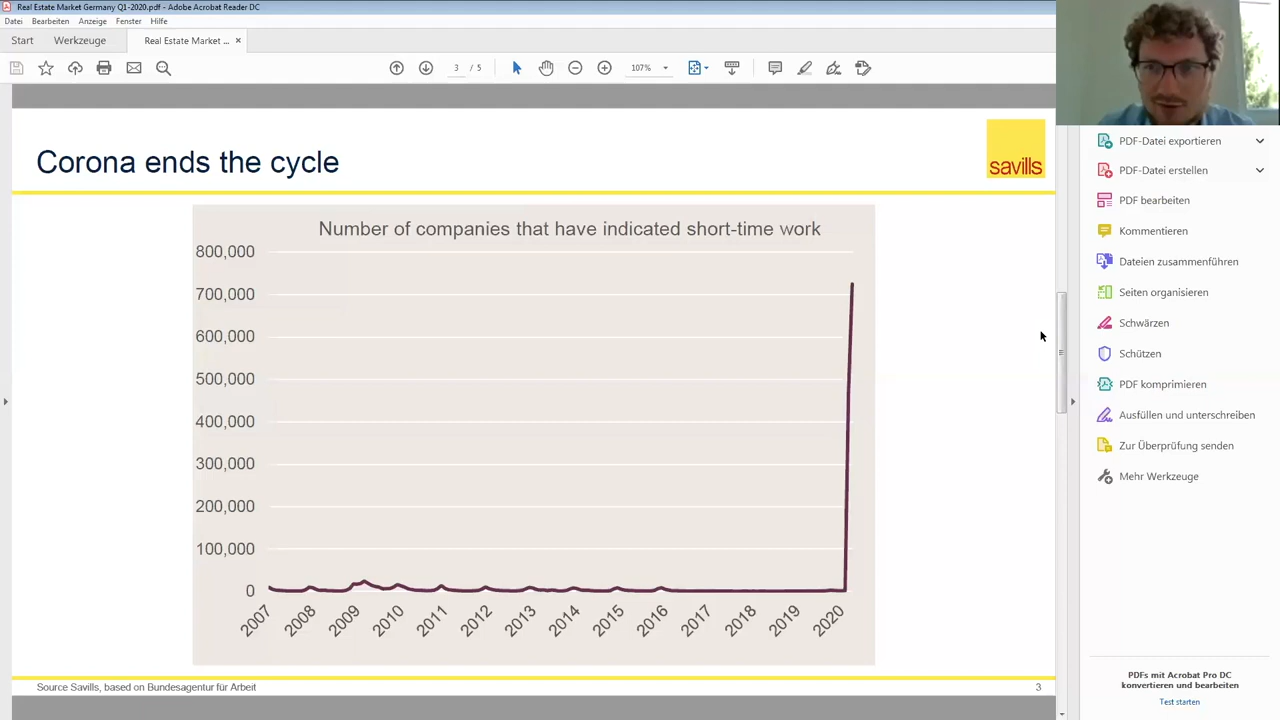 Real Estate Market Germany Q1-2020.pdf - Adobe Acrobat Reader DC
Datei Bearbeiten Anzeige Fenster Hilfe
Start Werkzeuge Real Estate Market ... ×
3 / 5 107%
Corona ends the cycle
savills
Number of companies that have indicated short-time work
800,000
700,000
600,000
500,000
400,000
300,000
200,000
100,000
0
2007 2008 2009 2010 2011 2012 2013 2014 2015 2016 2017 2018 2019 2020
Source Savills, based on Bundesagentur für Arbeit
3
PDF-Datei exportieren
PDF-Datei erstellen
PDF bearbeiten
Kommentieren
Dateien zusammenführen
Seiten organisieren
Schwärzen
Schützen
PDF komprimieren
Ausfüllen und unterschreiben
Zur Überprüfung senden
Mehr Werkzeuge
PDFs mit Acrobat Pro DC
konvertieren und bearbeiten
Test starten